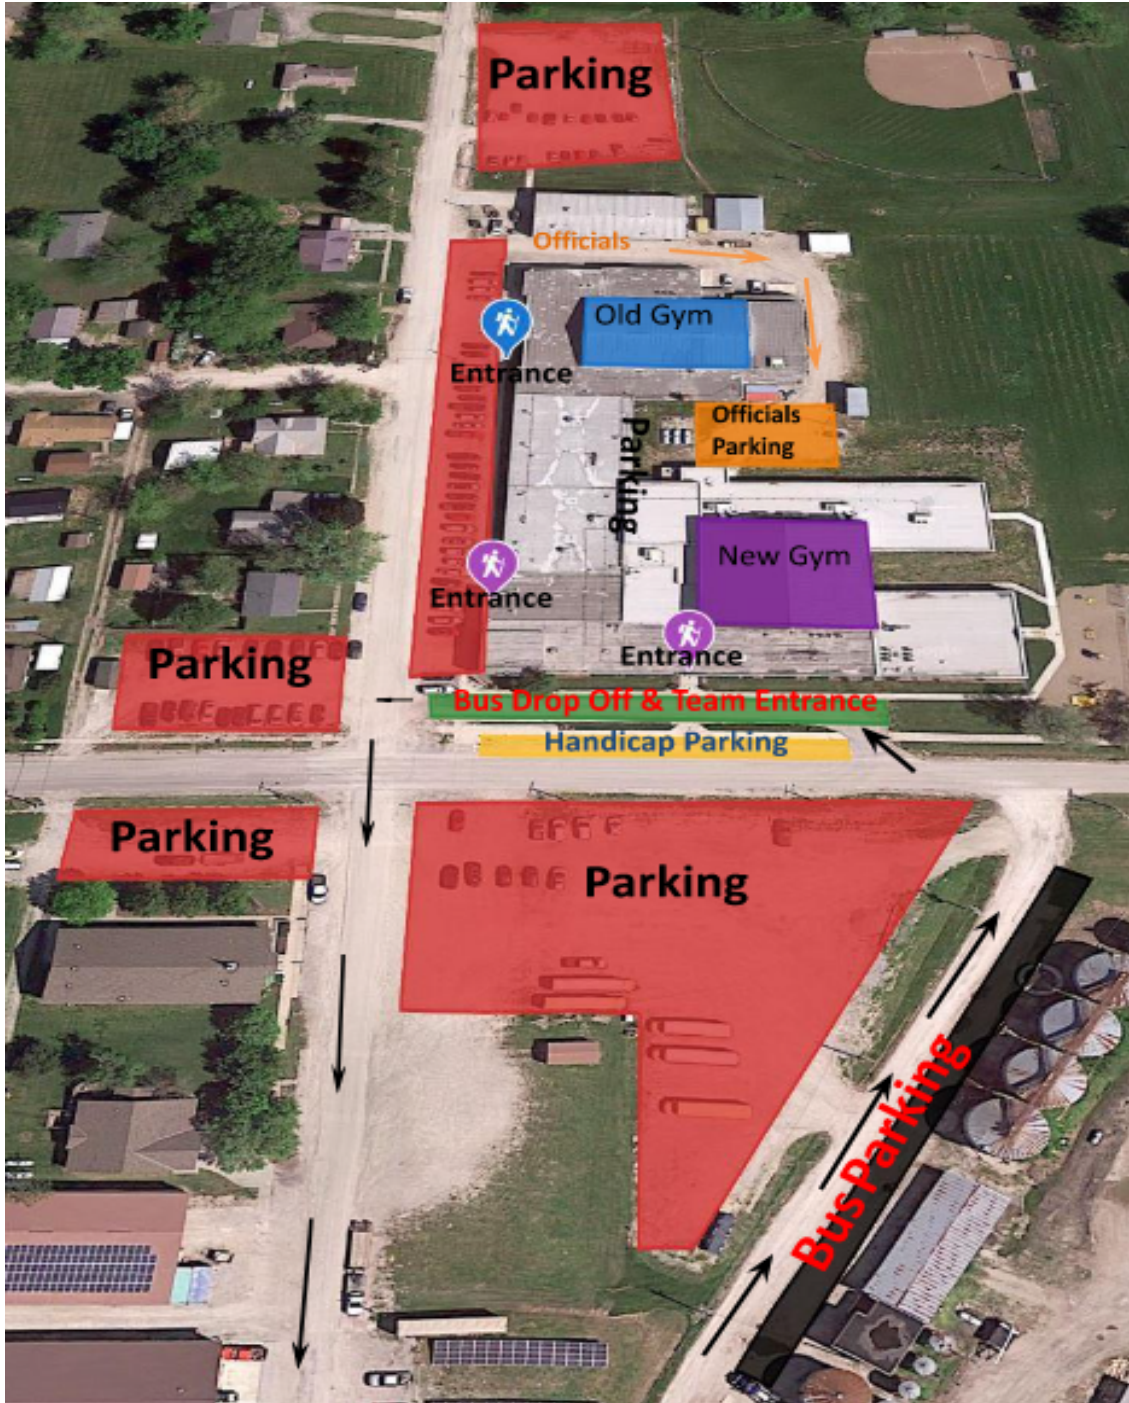 Parking
Officials
Old Gym
Entrance
Officials
Parking
Parking
New Gym
Entrance
Entrance
Parking
Bus Drop Off & Team Entrance
Handicap Parking
Parking
Parking
Bus Parking